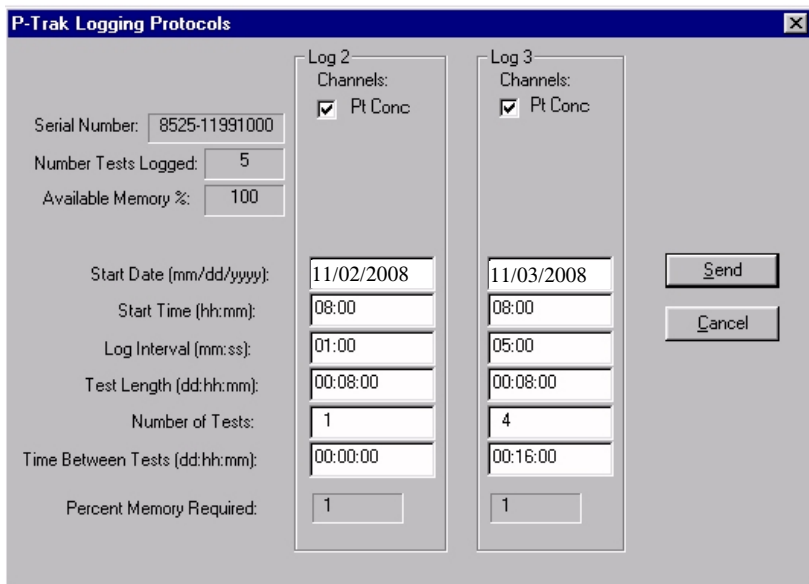 P-Trak Logging Protocols
Log 2
Log 3
Channels:
Channels:
Pt Conc
Pt Conc
Serial Number: 8525-11991000
Number Tests Logged: 5
Available Memory %: 100
Start Date (mm/dd/yyyy): 11/02/2008 11/03/2008
Send
Start Time (hh:mm): 08:00 08:00
Cancel
Log Interval (mm:ss): 01:00 05:00
Test Length (dd:hh:mm): 00:08:00 00:08:00
Number of Tests: 1 4
Time Between Tests (dd:hh:mm): 00:00:00 00:16:00
Percent Memory Required: 1 1